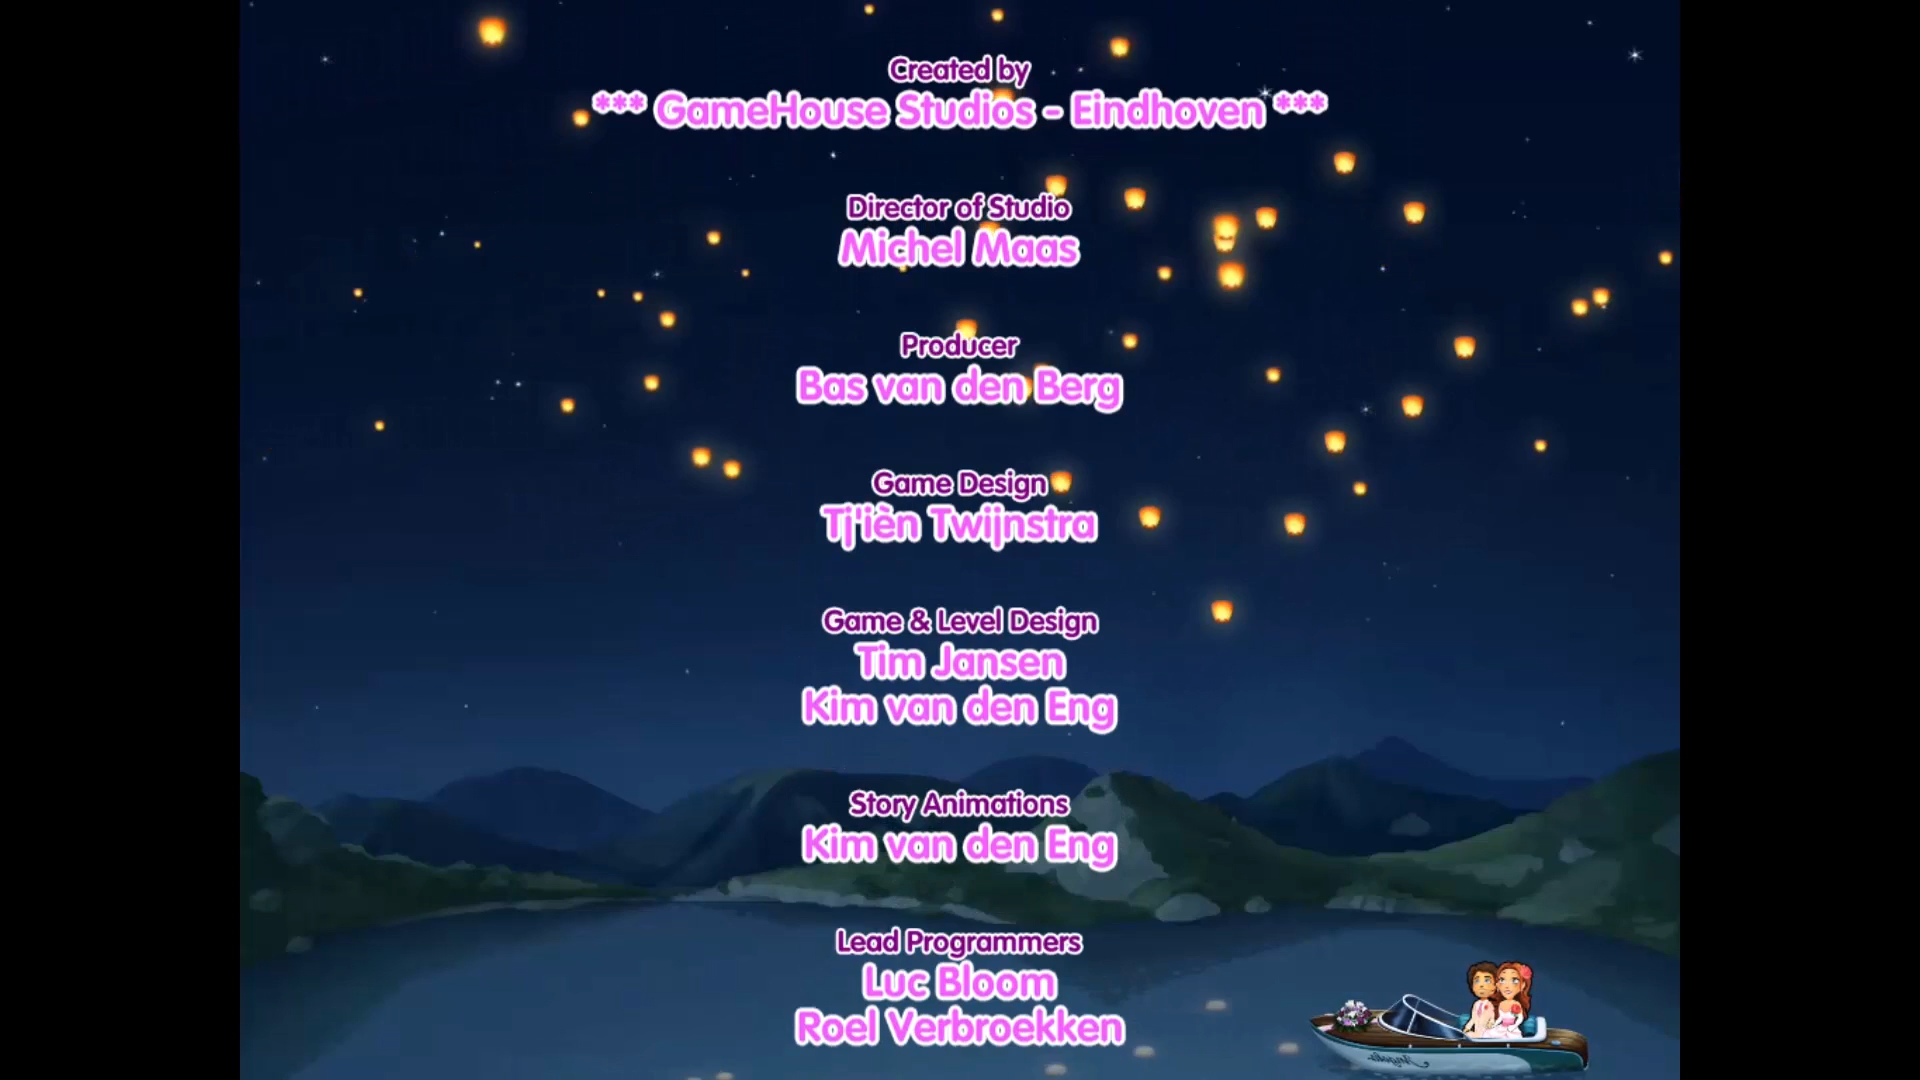 Created by
*** GameHouse Studios - Eindhoven ***
Director of Studio
Michel Maas
Producer
Bas van den Berg
Game Design
Tj'ièn Twijnstra
Game & Level Design
Tim Jansen
Kim van den Eng
Story Animations
Kim van den Eng
Lead Programmers
Luc Bloom
Roel Verbroekken